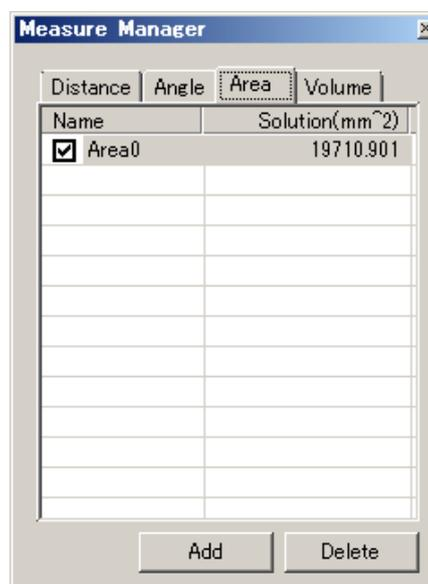 Measure Manager
Distance Angle Area Volume
Name Solution(mm^2)
Area0 19710.901
Add Delete